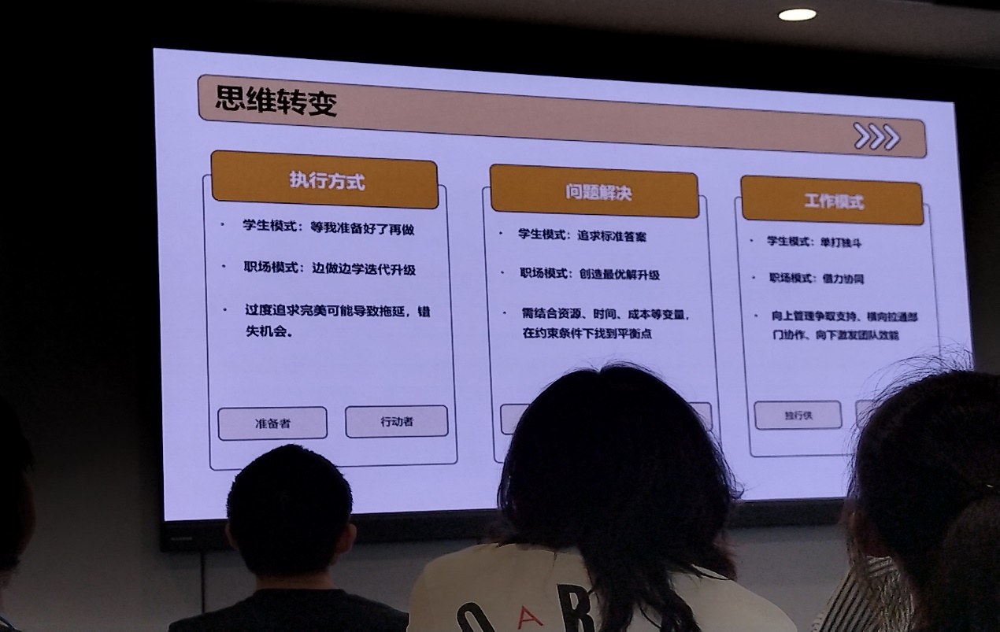 思维转变
执行方式
· 学生模式：等我准备好了再做
· 职场模式：边做边学迭代升级
· 过度追求完美可能导致拖延，错
失机会。
准备者
行动者
问题解决
· 学生模式：追求标准答案
· 职场模式：创造最优解升级
· 需结合资源、时间、成本等变量，
在约束条件下找到平衡点
工作模式
· 学生模式：单打独斗
· 职场模式：借力协同
· 向上管理争取支持、横向拉通部
门协作、向下激发团队效能
独行侠
O A R